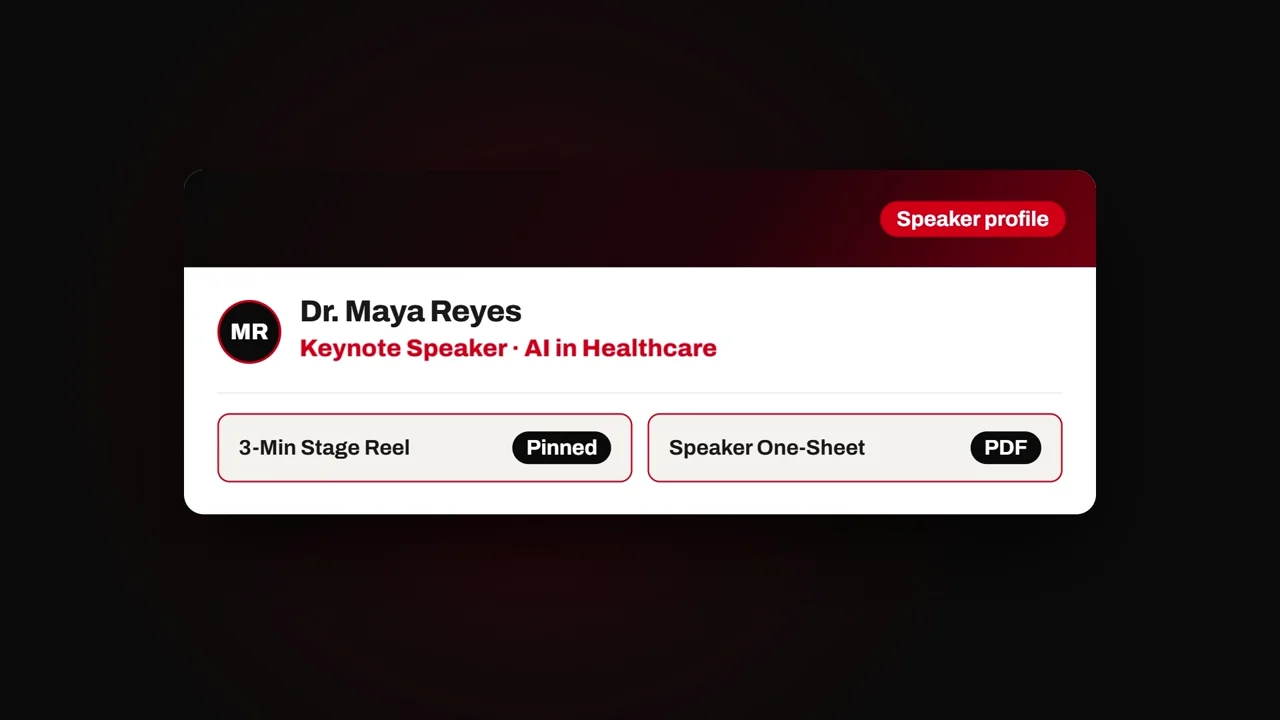 Speaker profile
MR
Dr. Maya Reyes
Keynote Speaker · AI in Healthcare
3-Min Stage Reel
Pinned
Speaker One-Sheet
PDF